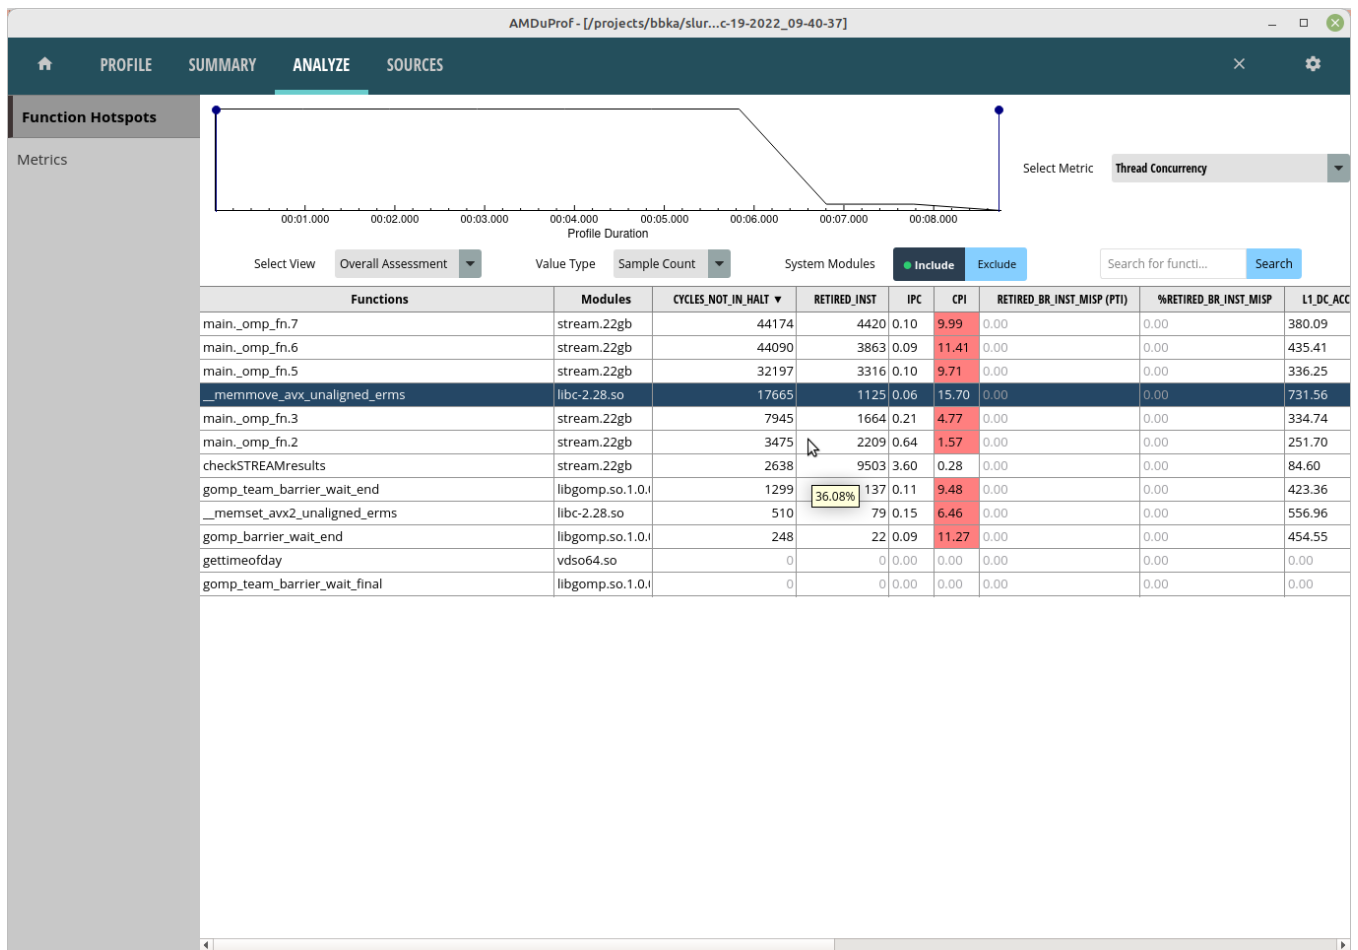 AMDuProf - [/projects/bbka/slur...c-19-2022_09-40-37]
PROFILE SUMMARY ANALYZE SOURCES
Function Hotspots
Metrics
Select Metric Thread Concurrency
00:01.000 00:02.000 00:03.000 00:04.000 00:05.000 00:06.000 00:07.000 00:08.000
Profile Duration
Select View Overall Assessment Value Type Sample Count System Modules Include Exclude Search for functi... Search
Functions Modules CYCLES_NOT_IN_HALT ▼ RETIRED_INST IPC CPI RETIRED_BR_INST_MISP (PTI) %RETIRED_BR_INST_MISP L1_DC_ACC
main._omp_fn.7 stream.22gb 44174 4420 0.10 9.99 0.00 0.00 380.09
main._omp_fn.6 stream.22gb 44090 3863 0.09 11.41 0.00 0.00 435.41
main._omp_fn.5 stream.22gb 32197 3316 0.10 9.71 0.00 0.00 336.25
__memmove_avx_unaligned_erms libc-2.28.so 17665 1125 0.06 15.70 0.00 0.00 731.56
main._omp_fn.3 stream.22gb 7945 1664 0.21 4.77 0.00 0.00 334.74
main._omp_fn.2 stream.22gb 3475 2209 0.64 1.57 0.00 0.00 251.70
checkSTREAMresults stream.22gb 2638 9503 3.60 0.28 0.00 0.00 84.60
gomp_team_barrier_wait_end libgomp.so.1.0.( 1299 137 0.11 9.48 0.00 0.00 423.36
36.08%
__memset_avx2_unaligned_erms libc-2.28.so 510 79 0.15 6.46 0.00 0.00 556.96
gomp_barrier_wait_end libgomp.so.1.0.( 248 22 0.09 11.27 0.00 0.00 454.55
gettimeofday vdso64.so 0 0 0.00 0.00 0.00 0.00 0.00
gomp_team_barrier_wait_final libgomp.so.1.0.( 0 0 0.00 0.00 0.00 0.00 0.00